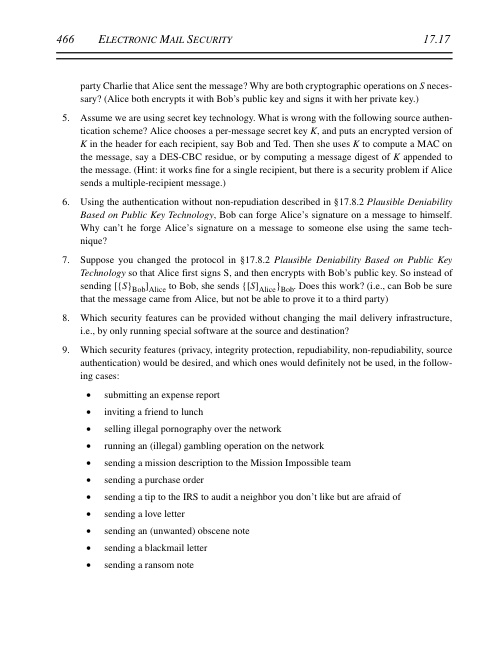 466 ELECTRONIC MAIL SECURITY 17.17
party Charlie that Alice sent the message? Why are both cryptographic operations on S neces-
sary? (Alice both encrypts it with Bob's public key and signs it with her private key.)
5. Assume we are using secret key technology. What is wrong with the following source authen-
tication scheme? Alice chooses a per-message secret key K, and puts an encrypted version of
K in the header for each recipient, say Bob and Ted. Then she uses K to compute a MAC on
the message, say a DES-CBC residue, or by computing a message digest of K appended to
the message. (Hint: it works fine for a single recipient, but there is a security problem if Alice
sends a multiple-recipient message.)
6. Using the authentication without non-repudiation described in §17.8.2 Plausible Deniability
Based on Public Key Technology, Bob can forge Alice's signature on a message to himself.
Why can't he forge Alice's signature on a message to someone else using the same tech-
nique?
7. Suppose you changed the protocol in §17.8.2 Plausible Deniability Based on Public Key
Technology so that Alice first signs S, and then encrypts with Bob's public key. So instead of
sending [{S}Bob]Alice to Bob, she sends {[S]Alice}Bob. Does this work? (i.e., can Bob be sure
that the message came from Alice, but not be able to prove it to a third party)
8. Which security features can be provided without changing the mail delivery infrastructure,
i.e., by only running special software at the source and destination?
9. Which security features (privacy, integrity protection, repudiability, non-repudiability, source
authentication) would be desired, and which ones would definitely not be used, in the follow-
ing cases:
• submitting an expense report
• inviting a friend to lunch
• selling illegal pornography over the network
• running an (illegal) gambling operation on the network
• sending a mission description to the Mission Impossible team
• sending a purchase order
• sending a tip to the IRS to audit a neighbor you don't like but are afraid of
• sending a love letter
• sending an (unwanted) obscene note
• sending a blackmail letter
• sending a ransom note